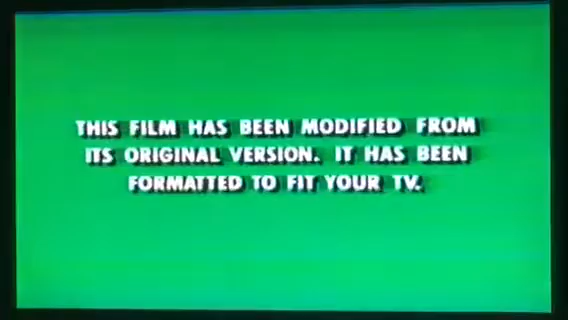 THIS FILM HAS BEEN MODIFIED FROM
ITS ORIGINAL VERSION. IT HAS BEEN
FORMATTED TO FIT YOUR TV.